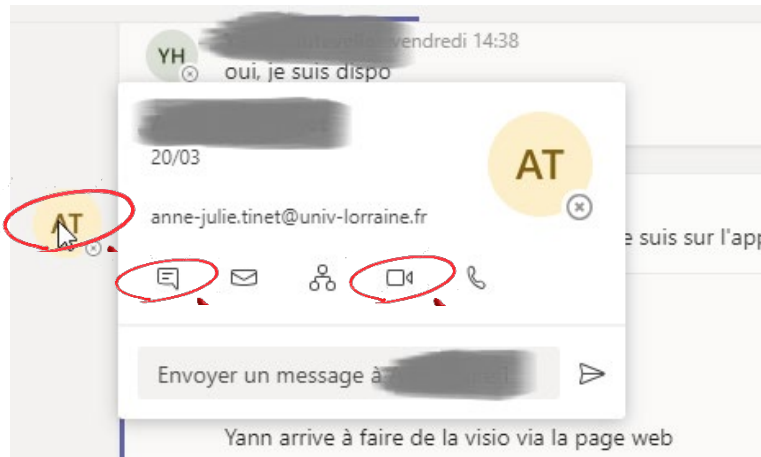 YH
vendredi 14:38
oui, je suis dispo
20/03
AT
anne-julie.tinet@univ-lorraine.fr
AT
e suis sur l'app
Envoyer un message à
Yann arrive à faire de la visio via la page web